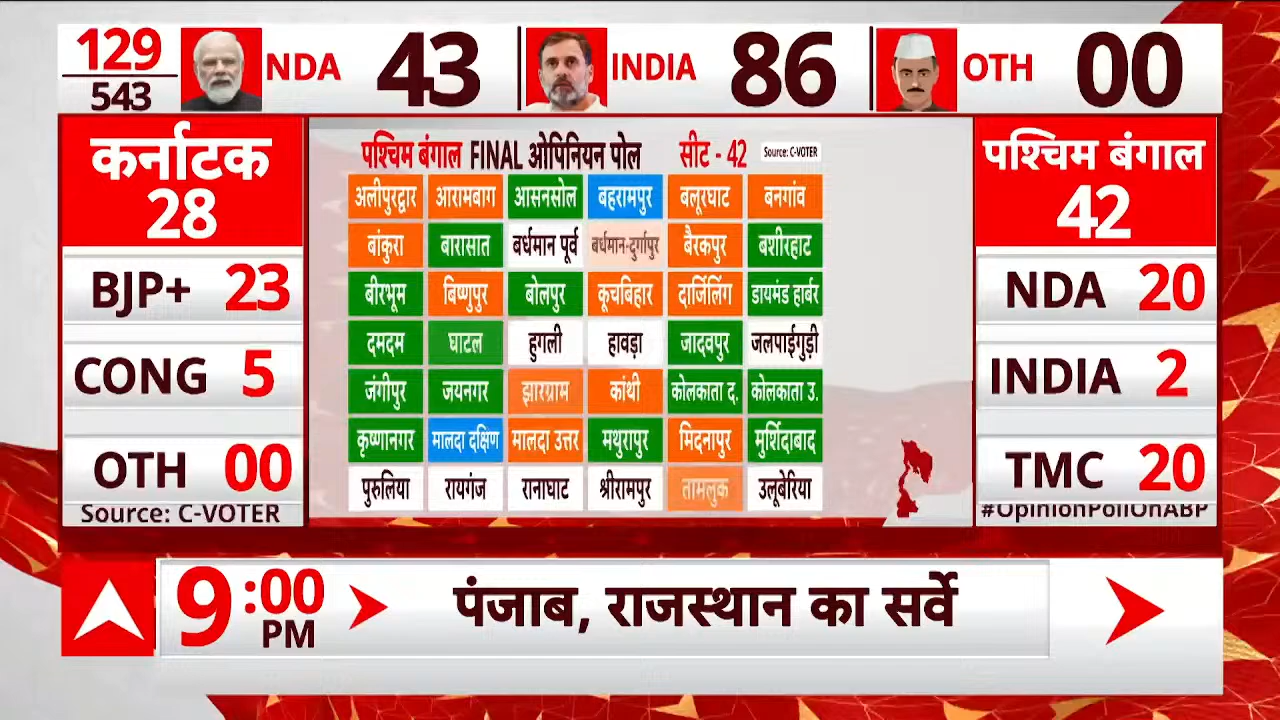 129
543
NDA 43
INDIA 86
OTH 00
कर्नाटक
28
BJP+ 23
CONG 5
OTH 00
Source: C-VOTER
पश्चिम बंगाल FINAL ओपिनियन पोल सीट - 42 Source: C-VOTER
अलीपुरद्वार आरामबाग आसनसोल बहरामपुर बलूरघाट बनगांव
बांकुरा बारासात बर्धमान पूर्व बर्धमान-दुर्गापुर बैरकपुर बशीरहाट
बीरभूम बिष्णुपुर बोलपुर कूचबिहार दार्जिलिंग डायमंड हार्बर
दमदम घाटल हुगली हावड़ा जादवपुर जलपाईगुड़ी
जंगीपुर जयनगर झारग्राम कांथी कोलकाता द. कोलकाता उ.
कृष्णानगर मालदा दक्षिण मालदा उत्तर मथुरापुर मिदनापुर मुर्शिदाबाद
पुरुलिया रायगंज रानाघाट श्रीरामपुर तामलुक उलूबेरिया
पश्चिम बंगाल
42
NDA 20
INDIA 2
TMC 20
#OpinionPollOnABP
9:00 PM
पंजाब, राजस्थान का सर्वे